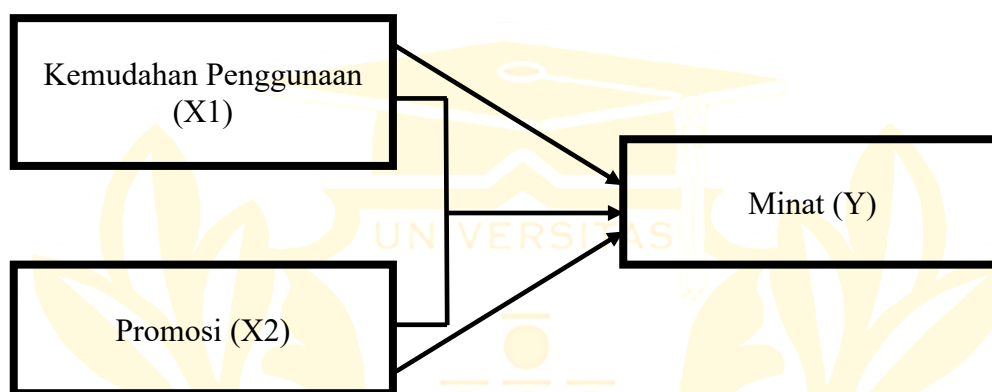 Kemudahan Penggunaan
(X1)
Minat (Y)
UNIVERSITAS
Promosi (X2)